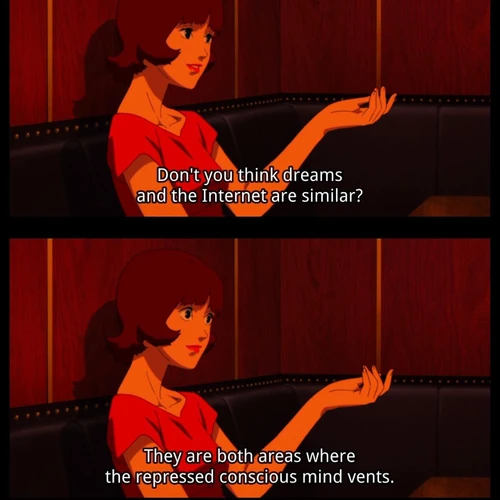 Don't you think dreams
and the Internet are similar?
They are both areas where
the repressed conscious mind vents.